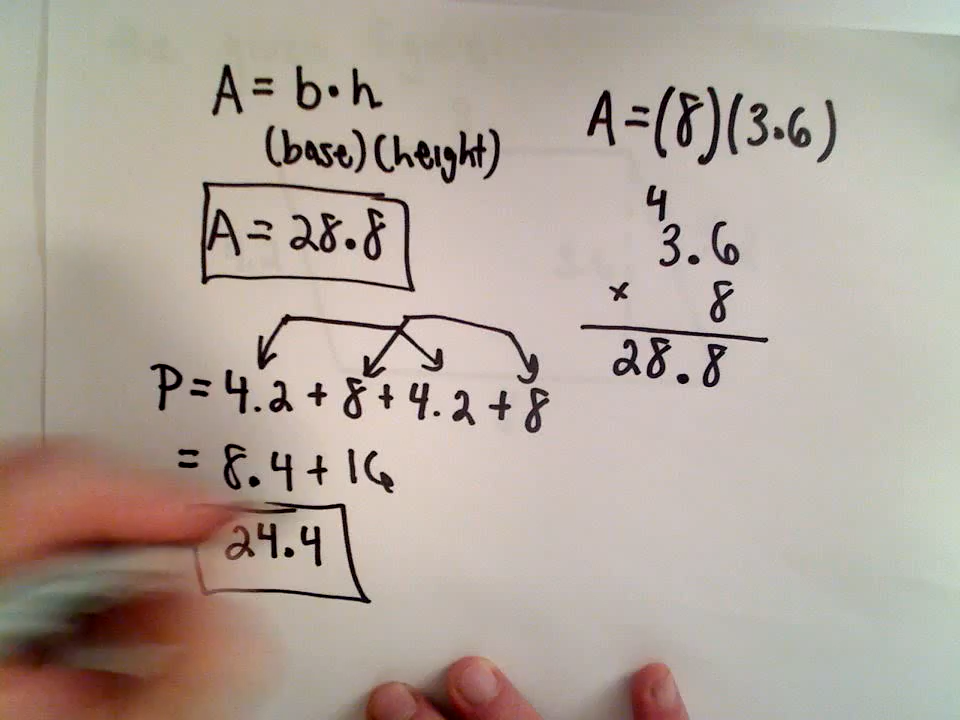 A = b·h
(base)(height)
A = 28.8
P = 4.2 + 8 + 4.2 + 8
= 8.4 + 16
24.4
A = (8)(3.6)
4
3.6
× 8
28.8